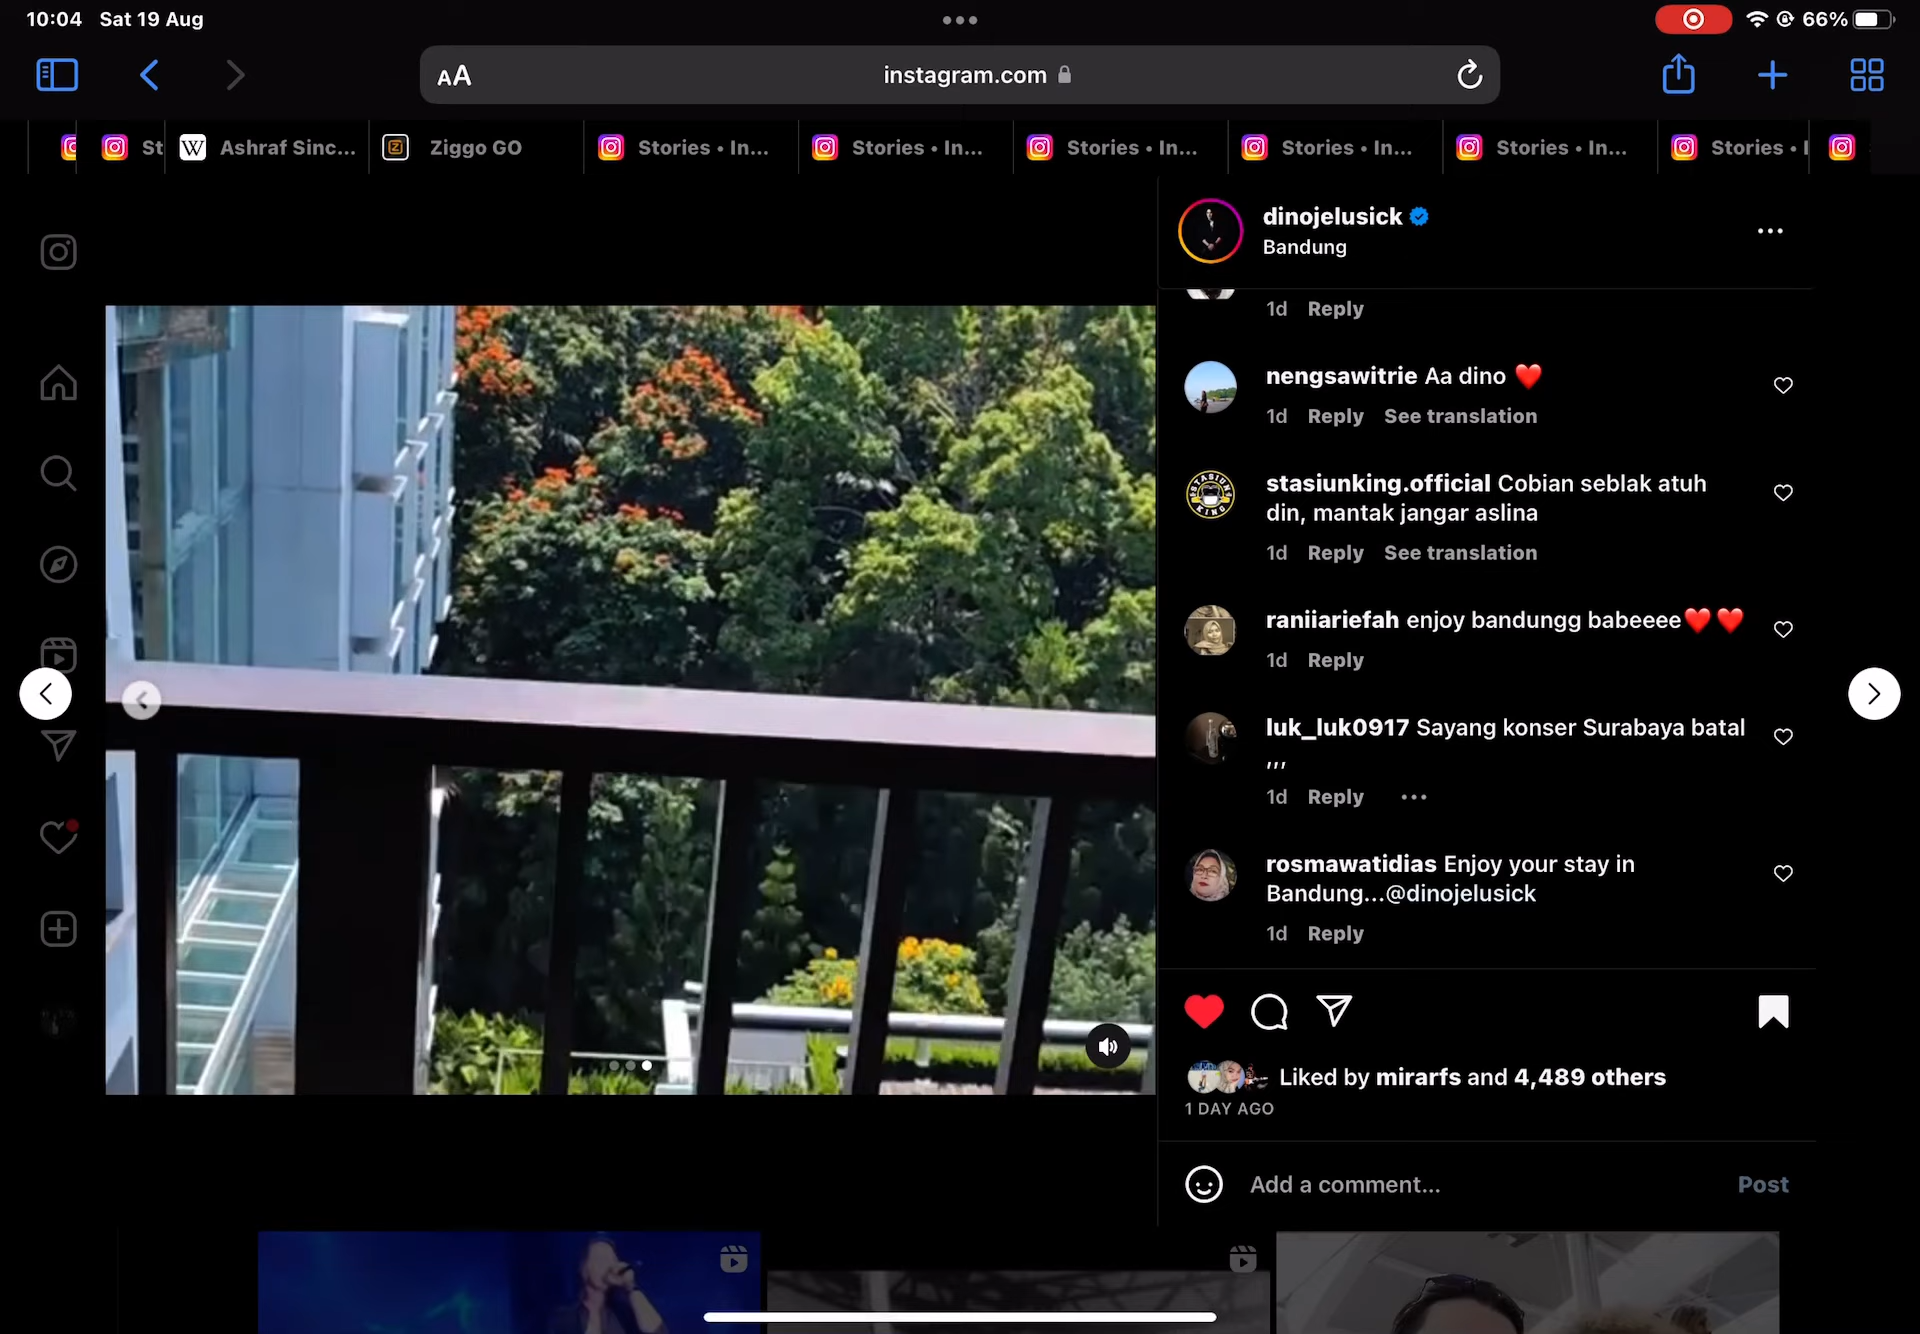 10:04 Sat 19 Aug
66%
AA
instagram.com
St
Ashraf Sinc...
Ziggo GO
Stories • In...
Stories • In...
Stories • In...
Stories • In...
Stories • In...
Stories • I
dinojelusick
Bandung
1d Reply
nengsawitrie Aa dino ❤️
1d Reply See translation
stasiunking.official Cobian seblak atuh
din, mantak jangar aslina
1d Reply See translation
raniiariefah enjoy bandungg babeeee❤️❤️
1d Reply
luk_luk0917 Sayang konser Surabaya batal
,,,
1d Reply
rosmawatidias Enjoy your stay in
Bandung...@dinojelusick
1d Reply
Liked by mirarfs and 4,489 others
1 DAY AGO
Add a comment...
Post